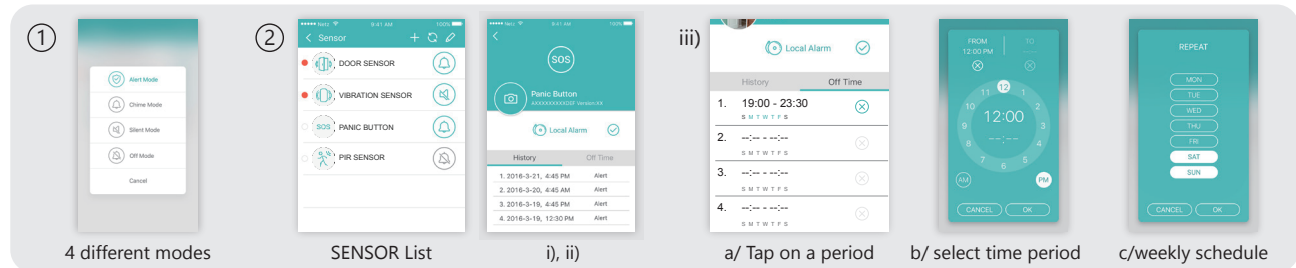 1
Alert Mode
Chime Mode
Silent Mode
Off Mode
Cancel
4 different modes
2
Netz 8:41 AM 100%
Sensor
DOOR SENSOR
VIBRATION SENSOR
SOS PANIC BUTTON
PIR SENSOR
SENSOR List
Netz 8:41 AM 100%
SOS
Panic Button
Local Alarm
History Off Time
1. 2016-3-21, 4:45 PM Alert
2. 2016-3-20, 4:45 AM Alert
3. 2016-3-19, 4:45 PM Alert
4. 2016-3-19, 12:30 PM Alert
i), ii)
iii)
Local Alarm
History Off Time
1. 19:00 - 23:30
S M T W T F S
2. --:-- - --:--
S M T W T F S
3. --:-- - --:--
S M T W T F S
4. --:-- - --:--
S M T W T F S
a/ Tap on a period
FROM TO
12:00 PM
12 1 2 3 4 5 6 7 8 9 10 11
12:00
--:--
AM PM
CANCEL OK
b/ select time period
REPEAT
MON
TUE
WED
THU
FRI
SAT
SUN
CANCEL OK
c/weekly schedule